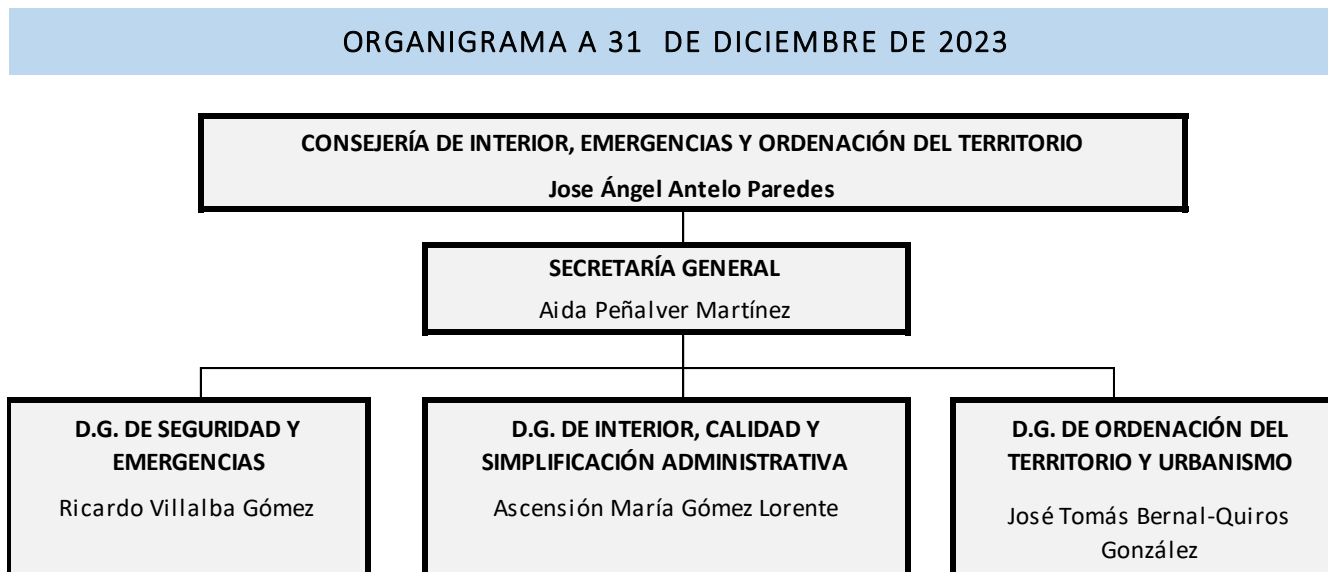 ORGANIGRAMA A 31 DE DICIEMBRE DE 2023
CONSEJERÍA DE INTERIOR, EMERGENCIAS Y ORDENACIÓN DEL TERRITORIO
Jose Ángel Antelo Paredes
SECRETARÍA GENERAL
Aida Peñalver Martínez
D.G. DE SEGURIDAD Y
EMERGENCIAS
Ricardo Villalba Gómez
D.G. DE INTERIOR, CALIDAD Y
SIMPLIFICACIÓN ADMINISTRATIVA
Ascensión María Gómez Lorente
D.G. DE ORDENACIÓN DEL
TERRITORIO Y URBANISMO
José Tomás Bernal-Quiros
González